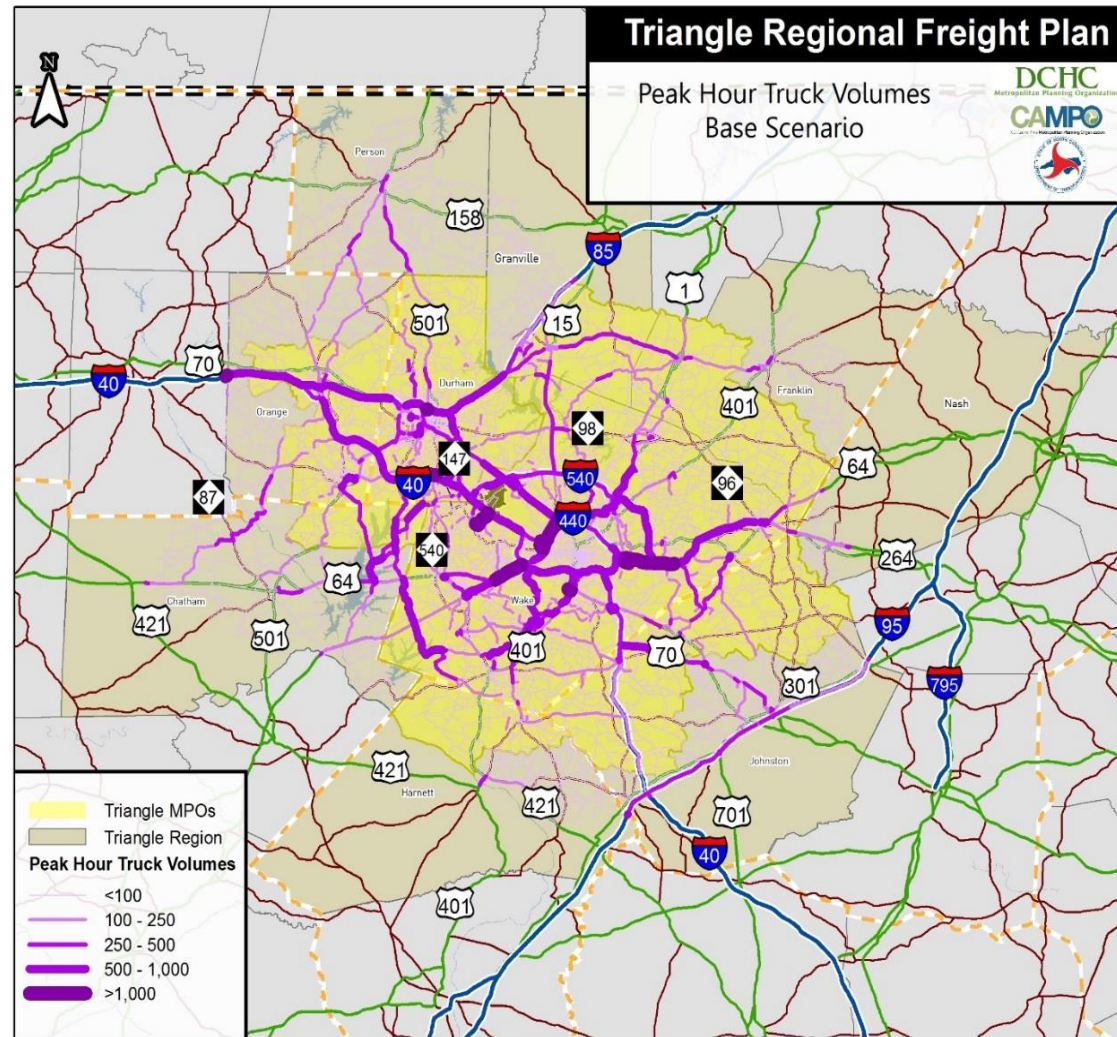 Triangle Regional Freight Plan
Peak Hour Truck Volumes
Base Scenario
DCHC
Metropolitan Planning Organization
CAMPO
N
Person
158
Granville
85
1
501
15
70
40
Durham
Orange
Franklin
401
Nash
98
147
64
40
540
96
87
440
540
264
64
Chatham
Wake
421
501
401
70
95
301
795
421
Harnett
421
Johnston
701
40
401
Triangle MPOs
Triangle Region
Peak Hour Truck Volumes
<100
100 - 250
250 - 500
500 - 1,000
>1,000